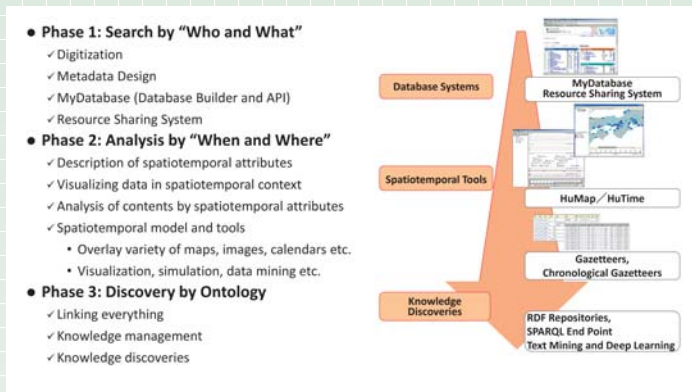 ● Phase 1: Search by “Who and What”
✓ Digitization
✓ Metadata Design
✓ MyDatabase (Database Builder and API)
✓ Resource Sharing System
● Phase 2: Analysis by “When and Where”
✓ Description of spatiotemporal attributes
✓ Visualizing data in spatiotemporal context
✓ Analysis of contents by spatiotemporal attributes
✓ Spatiotemporal model and tools
• Overlay variety of maps, images, calendars etc.
• Visualization, simulation, data mining etc.
● Phase 3: Discovery by Ontology
✓ Linking everything
✓ Knowledge management
✓ Knowledge discoveries
Database Systems
MyDatabase
Resource Sharing System
Spatiotemporal Tools
HuMap／HuTime
Gazetteers,
Chronological Gazetteers
Knowledge
Discoveries
RDF Repositories,
SPARQL End Point
Text Mining and Deep Learning